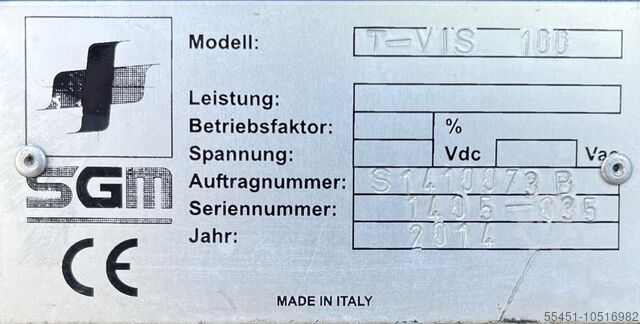 Modell: T-VIS 100
Leistung:
Betriebsfaktor: %
Spannung: Vdc Vac
Auftragnummer: S1410073B
Seriennummer: 1405-035
Jahr: 2014
SGM
CE
MADE IN ITALY
55451-10516982